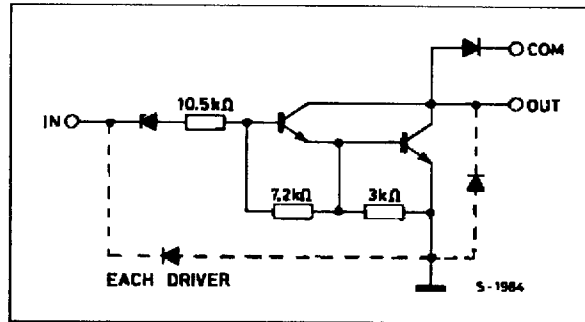 COM
10.5kΩ
IN
OUT
7.2kΩ
3kΩ
EACH DRIVER
S-1984